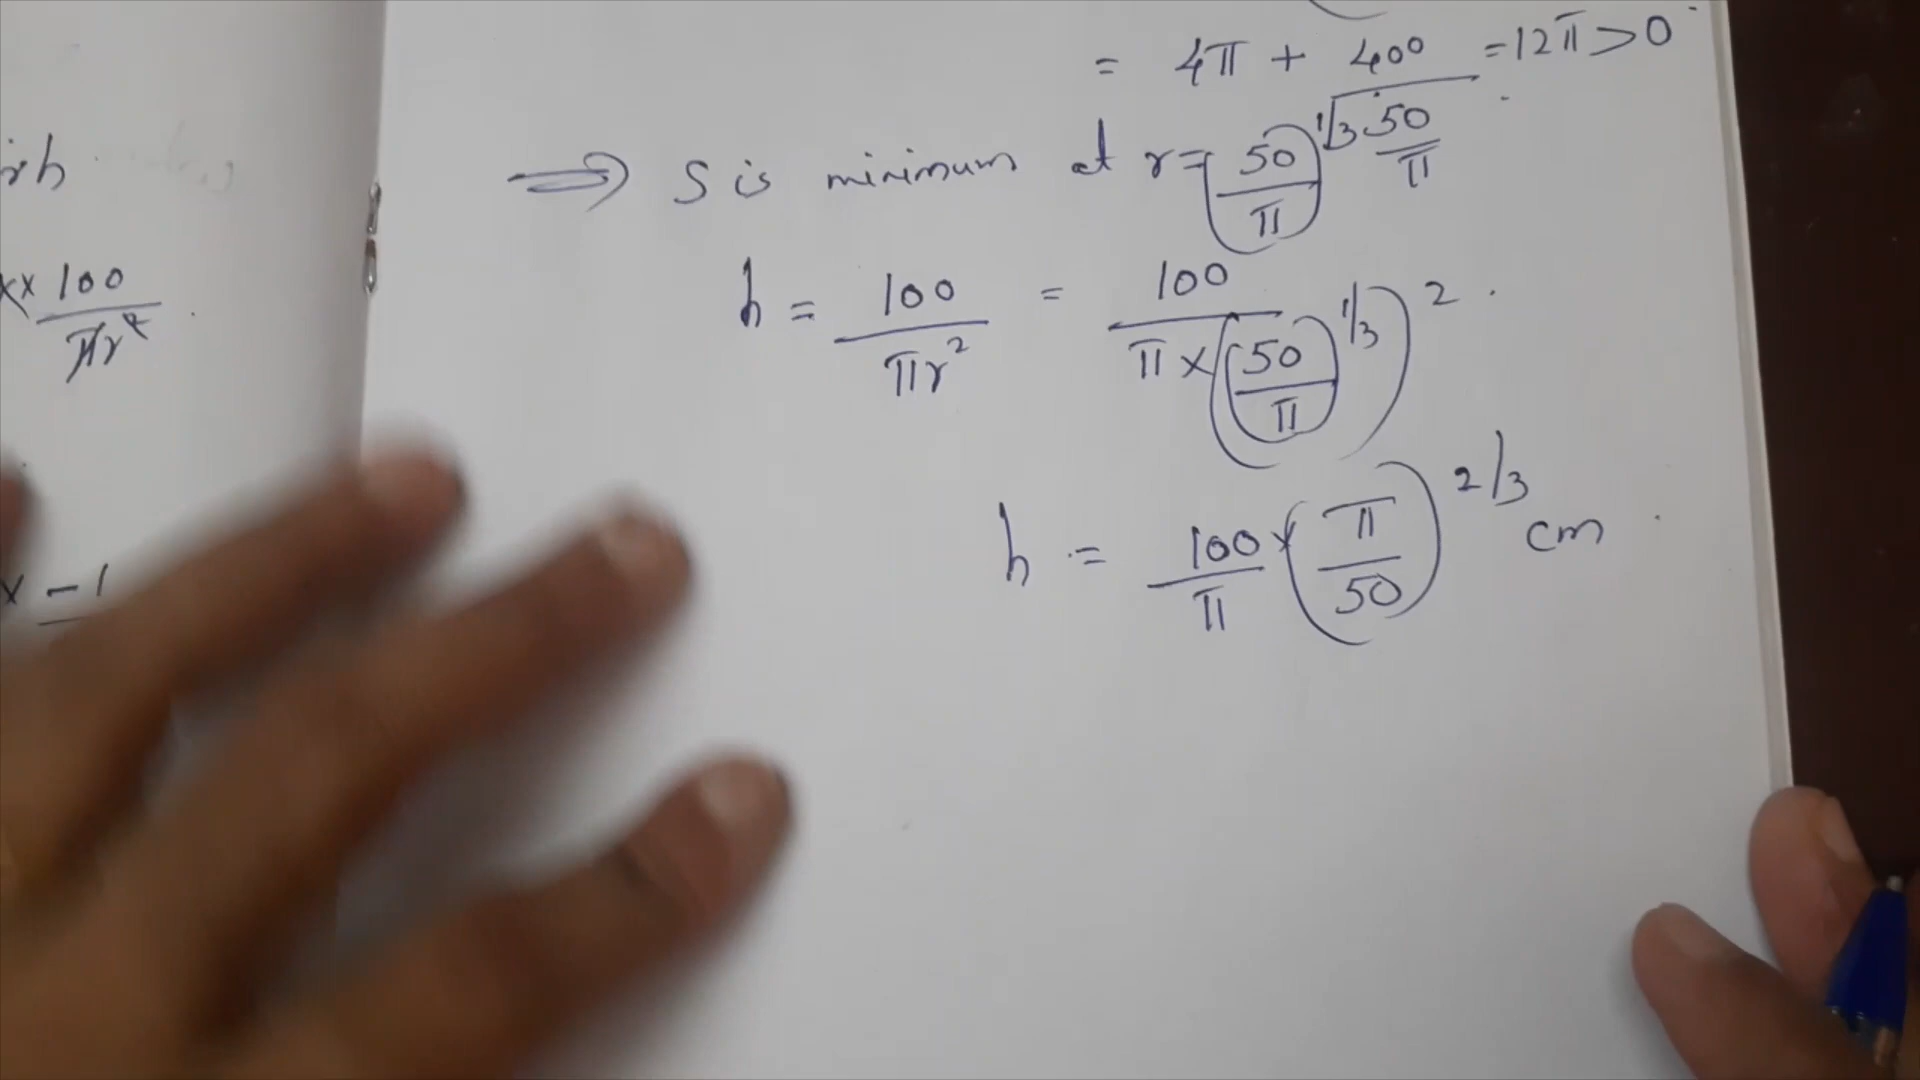 rh
x × 100/πr²
x -1
= 4π + 400/(50/π) = 12π > 0
⇒ S is minimum at r = (50/π)^1/3
h = 100/πr² = 100/(π × ((50/π)^1/3)²)
h = 100/π × (π/50)^2/3 cm